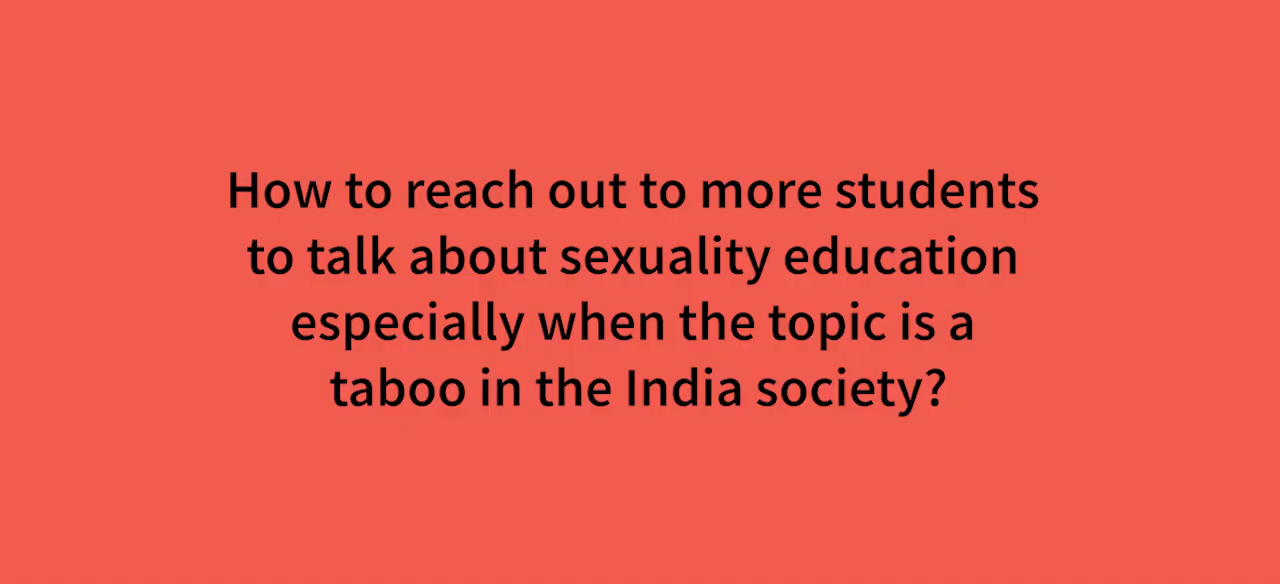 How to reach out to more students
to talk about sexuality education
especially when the topic is a
taboo in the India society?